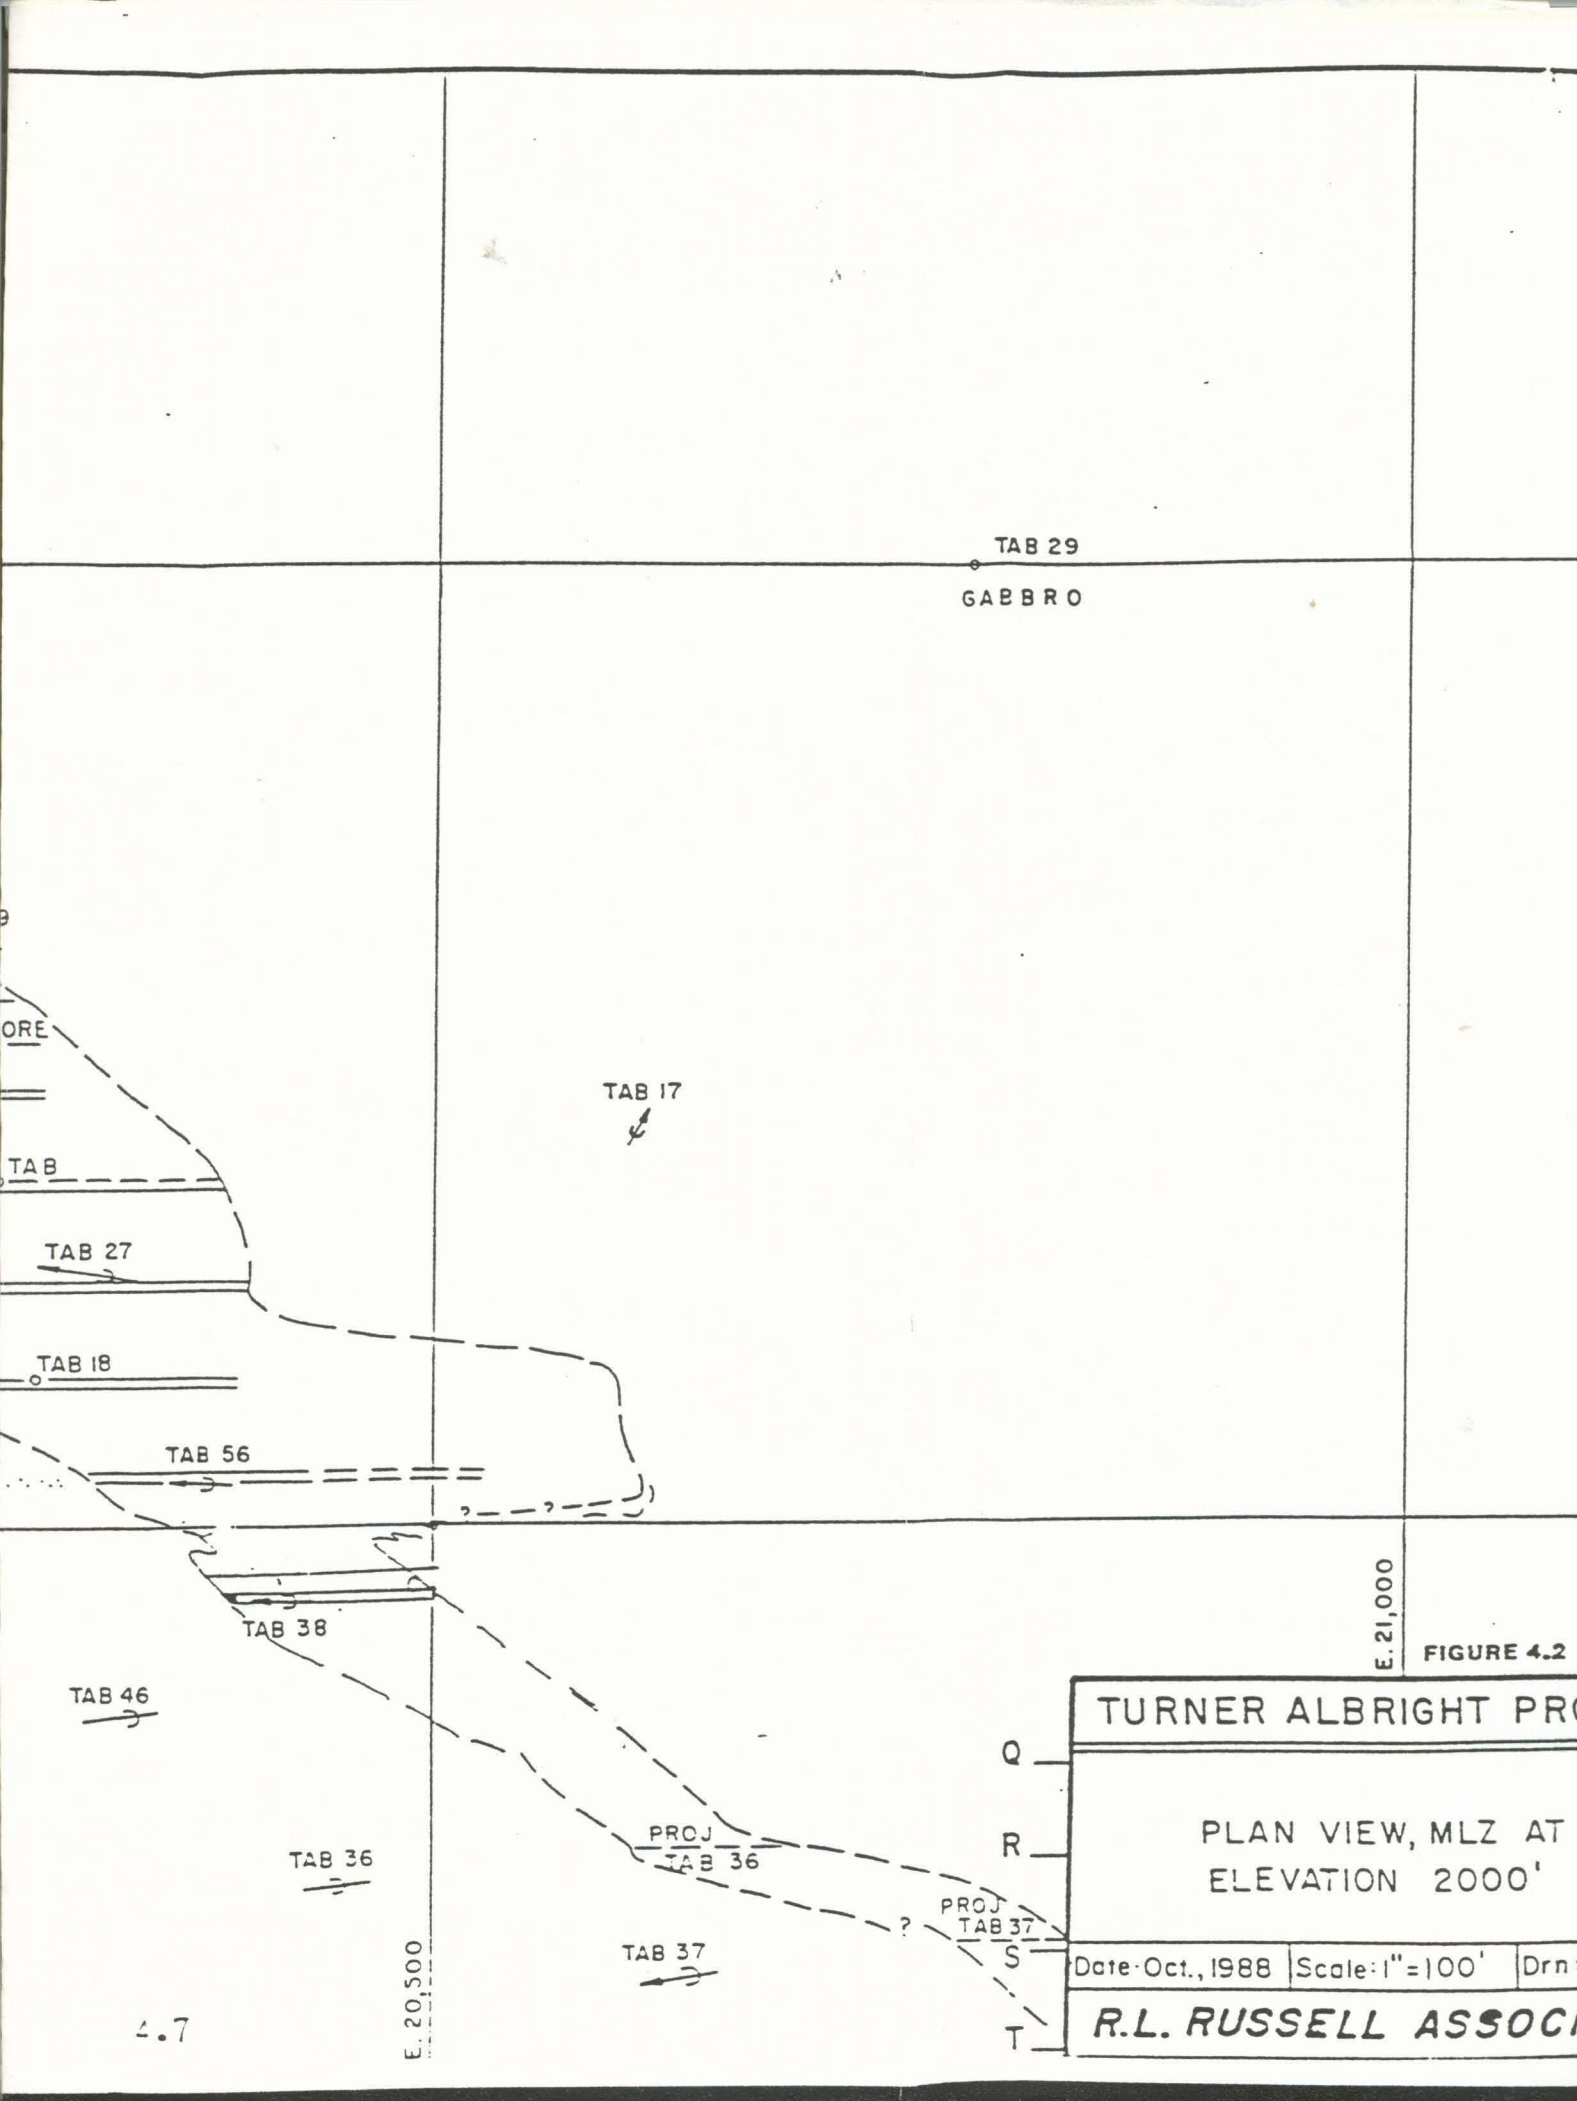 TAB 29
GABBRO
9
ORE
TAB 17
TAB
TAB 27
TAB 18
TAB 56
? ?
TAB 38
E. 21,000
FIGURE 4.2
TAB 46
TURNER ALBRIGHT
Q
PLAN VIEW, MLZ AT
ELEVATION 2000'
R
PROJ
TAB 36
TAB 36
PROJ
TAB 37
?
S
TAB 37
E. 20,500
Date·Oct., 1988 Scale: 1"=100' Drn
R.L. RUSSELL
T
4.7